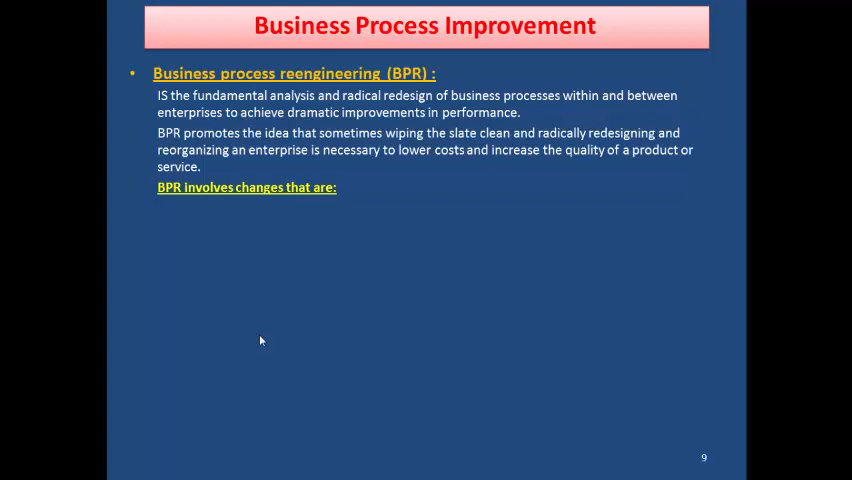 Business Process Improvement
• Business process reengineering (BPR) :
IS the fundamental analysis and radical redesign of business processes within and between
enterprises to achieve dramatic improvements in performance.
BPR promotes the idea that sometimes wiping the slate clean and radically redesigning and
reorganizing an enterprise is necessary to lower costs and increase the quality of a product or
service.
BPR involves changes that are:
9